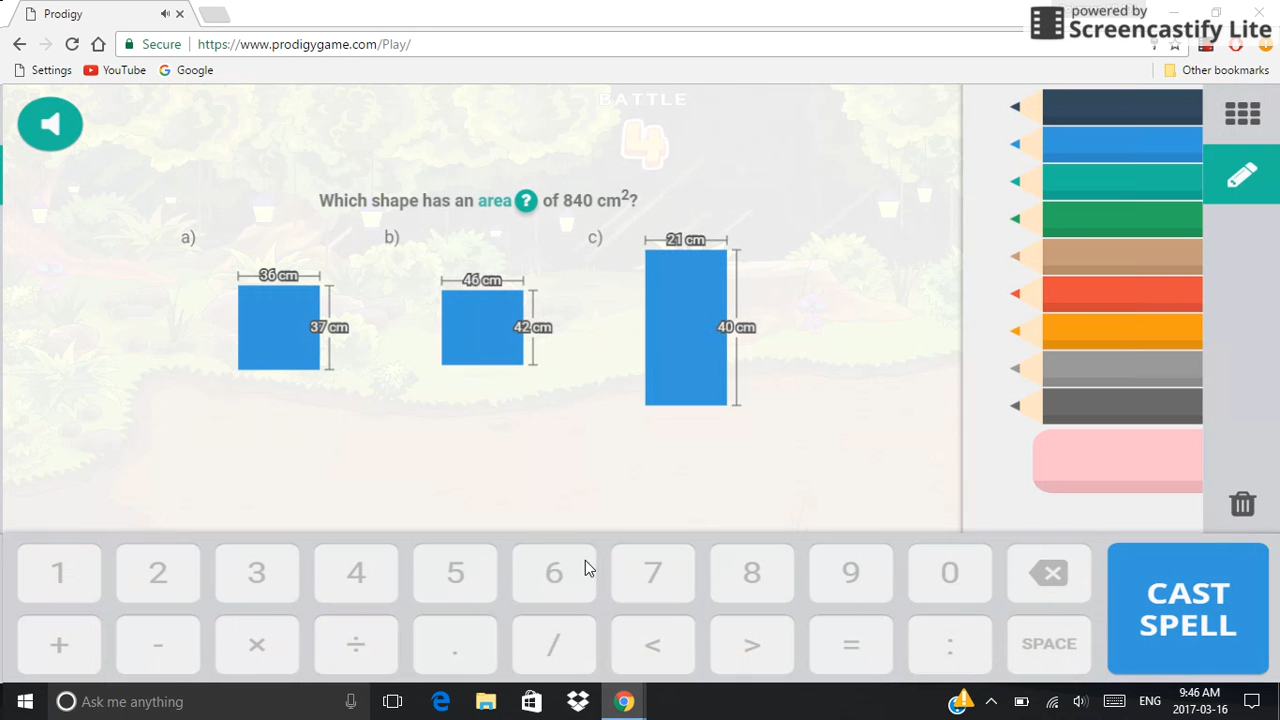 Prodigy
powered by
Screencastify Lite
Secure
https://www.prodigygame.com/Play/
Settings
YouTube
Google
Other bookmarks
BATTLE
4
Which shape has an area ? of 840 cm²?
a)
b)
c)
36 cm
37 cm
46 cm
42 cm
21 cm
40 cm
1 2 3 4 5 6 7 8 9 0
+ - × ÷ . / < > = : SPACE
CAST
SPELL
Ask me anything
ENG
9:46 AM
2017-03-16